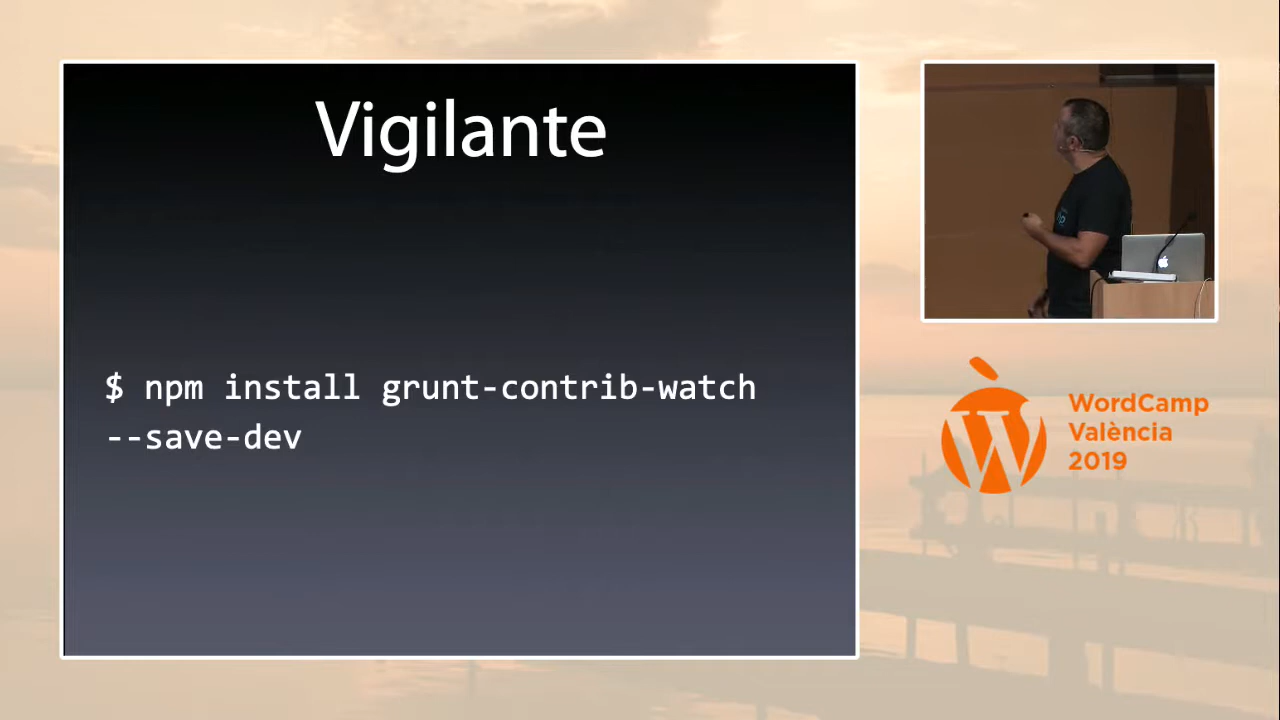 Vigilante
$ npm install grunt-contrib-watch
--save-dev
WordCamp
València
2019